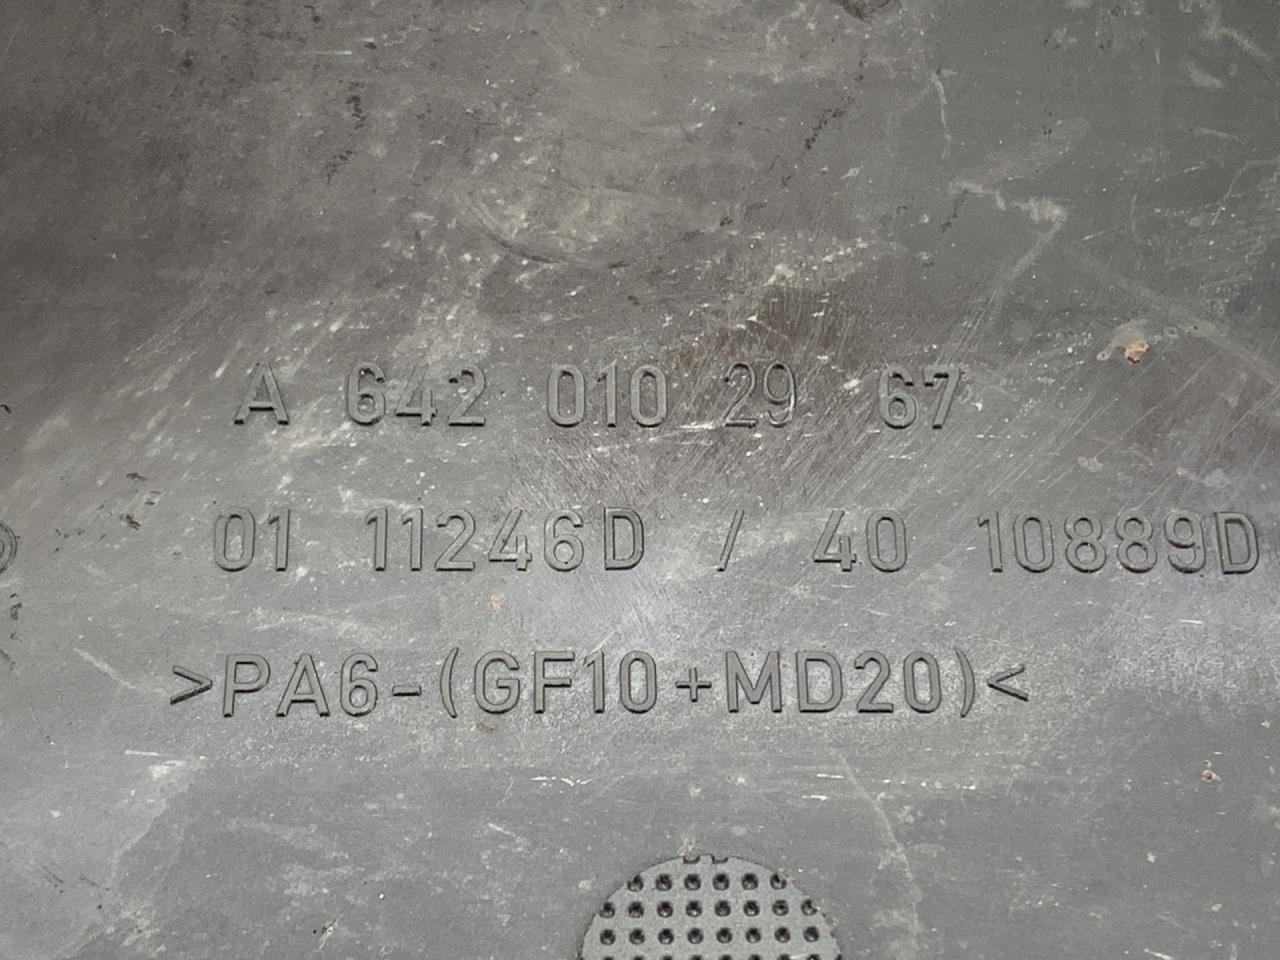 A 642 010 29 67
01 11246D / 40 10889D
>PA6-(GF10+MD20)<